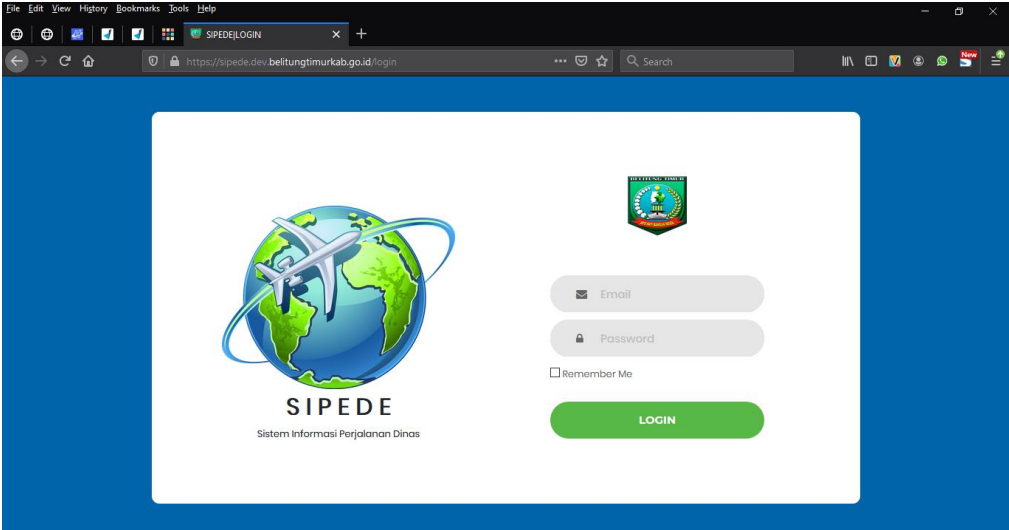 File Edit View History Bookmarks Tools Help
SIPEDE|LOGIN
https://sipede.dev.belitungtimurkab.go.id/login
Search
New
BELITUNG TIMUR
Email
Password
Remember Me
LOGIN
SIPEDE
Sistem Informasi Perjalanan Dinas